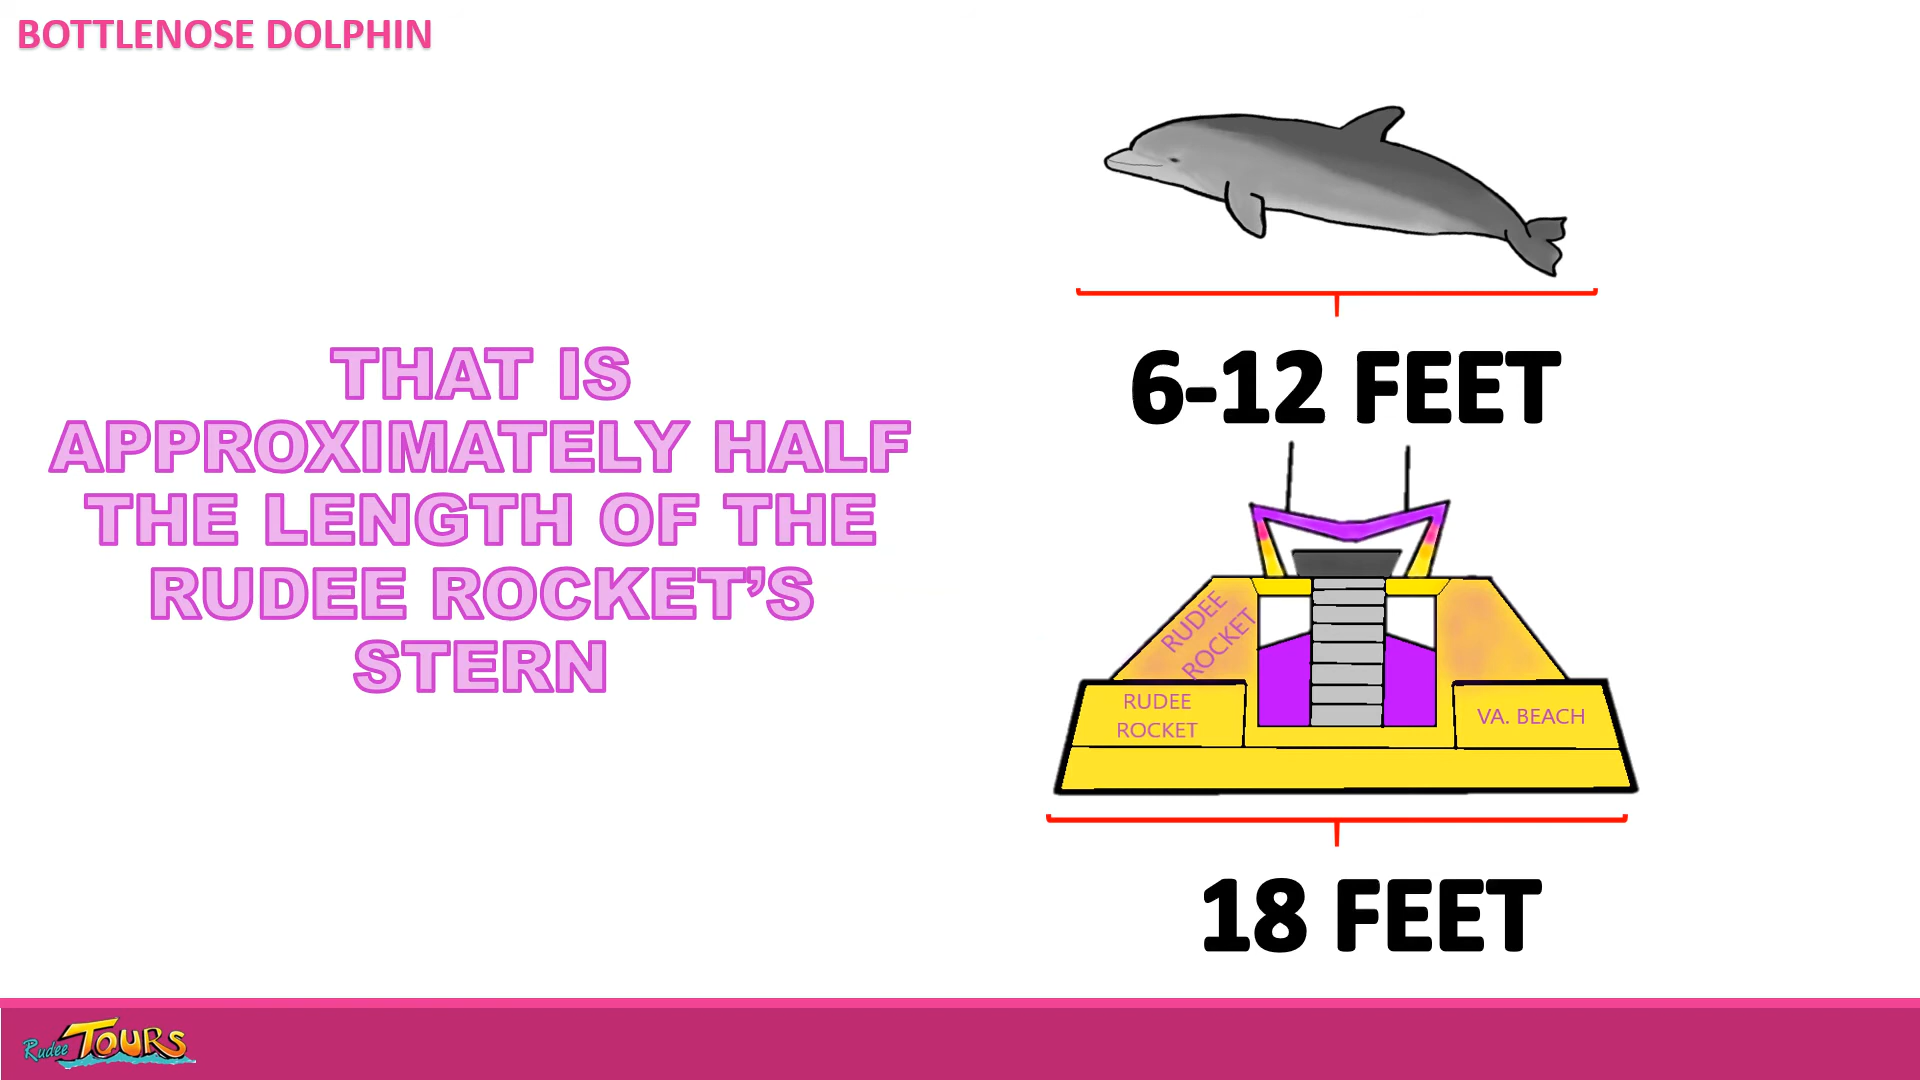 BOTTLENOSE DOLPHIN
THAT IS
APPROXIMATELY HALF
THE LENGTH OF THE
RUDEE ROCKET'S
STERN
6-12 FEET
RUDEE
ROCKET
RUDEE
ROCKET
VA. BEACH
18 FEET
Rudee TOURS